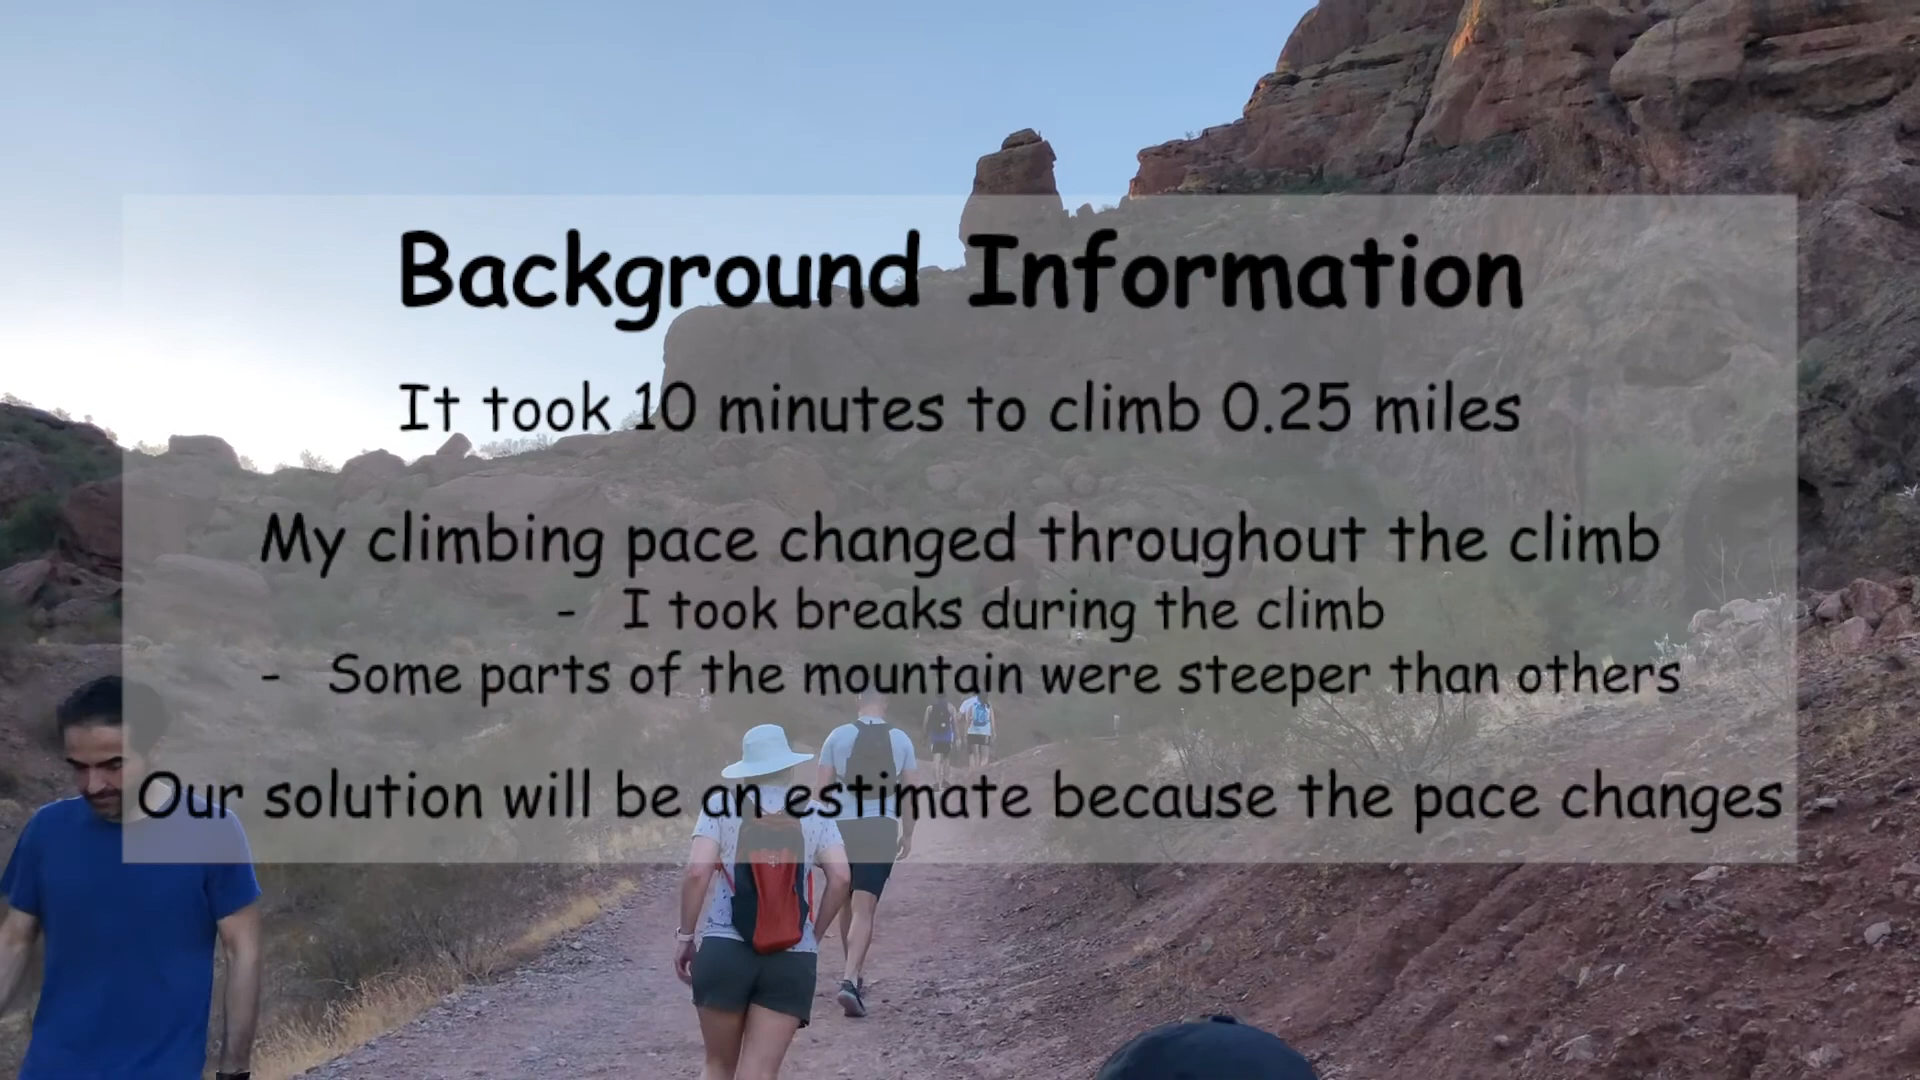 Background Information
It took 10 minutes to climb 0.25 miles
My climbing pace changed throughout the climb
- I took breaks during the climb
- Some parts of the mountain were steeper than others
Our solution will be an estimate because the pace changes